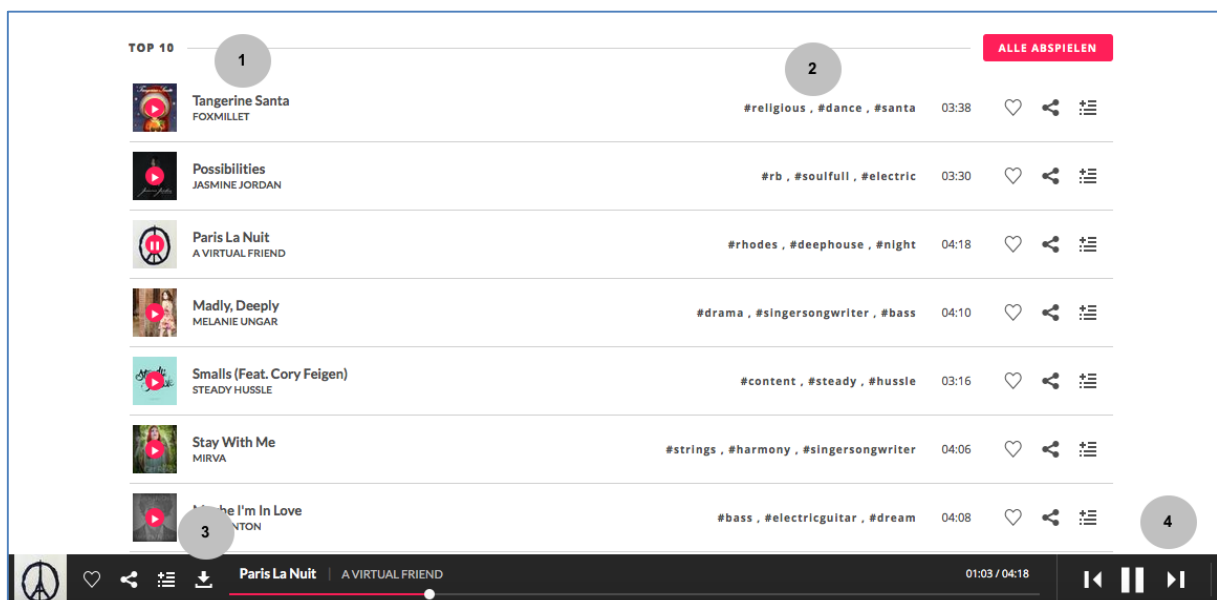 TOP 10
1
2
ALLE ABSPIELEN
Tangerine Santa
FOXMILLET
#religious , #dance , #santa 03:38
Possibilities
JASMINE JORDAN
#rb , #soulfull , #electric 03:30
Paris La Nuit
A VIRTUAL FRIEND
#rhodes , #deephouse , #night 04:18
Madly, Deeply
MELANIE UNGAR
#drama , #singersongwriter , #bass 04:10
Smalls (Feat. Cory Feigen)
STEADY HUSSLE
#content , #steady , #hussle 03:16
Stay With Me
MIRVA
#strings , #harmony , #singersongwriter 04:06
I'm In Love
#bass , #electricguitar , #dream 04:08
3
4
Paris La Nuit | A VIRTUAL FRIEND
01:03 / 04:18